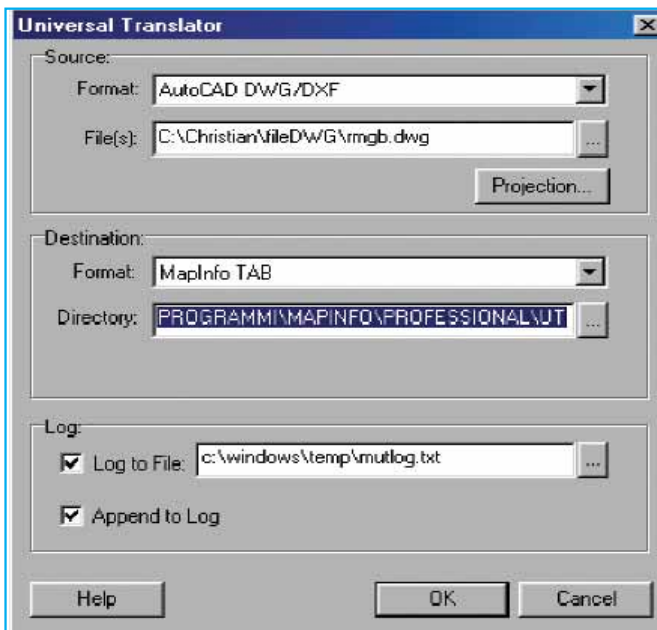 Universal Translator
Source:
Format: AutoCAD DWG/DXF
File(s): C:\Christian\fileDWG\rmgb.dwg ...
Projection...
Destination:
Format: MapInfo TAB
Directory: PROGRAMMI\MAPINFO\PROFESSIONAL\UT ...
Log:
Log to File: c:\windows\temp\mutlog.txt ...
Append to Log
Help OK Cancel